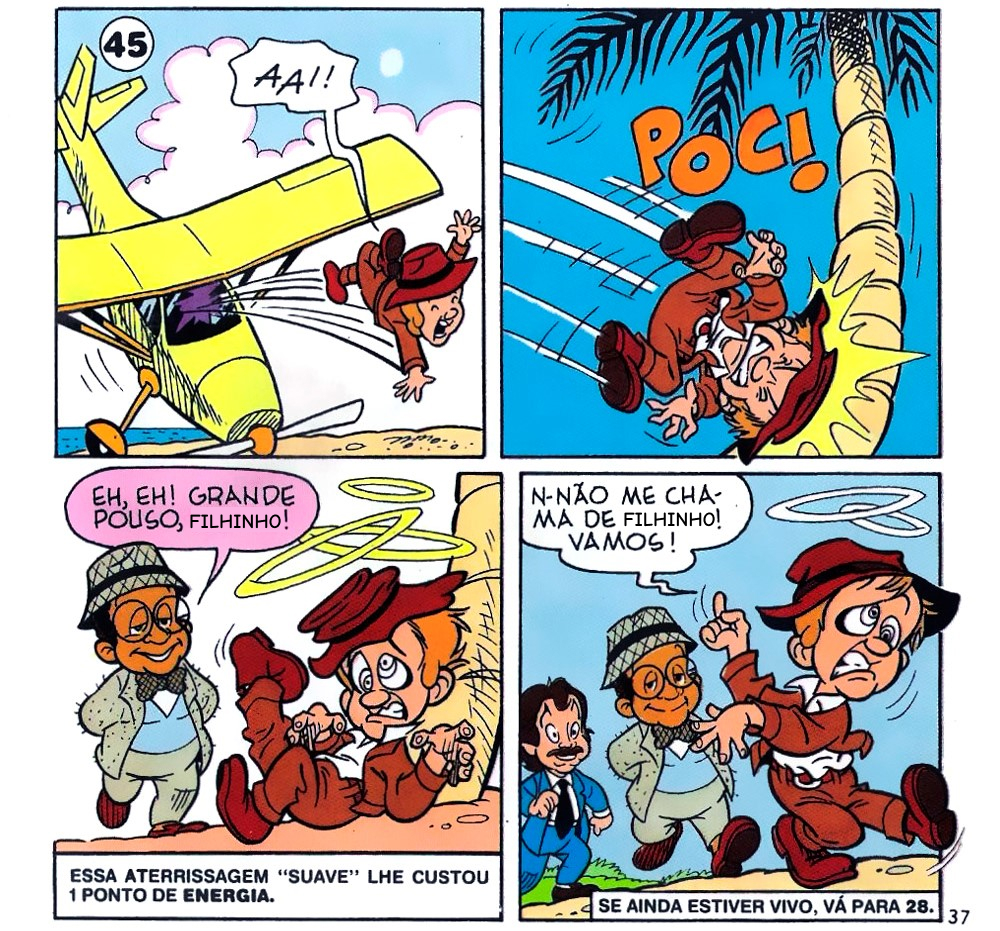 45
AAI!
POC!
EH, EH! GRANDE
POUSO, FILHINHO!
ESSA ATERRISSAGEM “SUAVE” LHE CUSTOU
1 PONTO DE ENERGIA.
N-NÃO ME CHA-
MA DE FILHINHO!
VAMOS!
SE AINDA ESTIVER VIVO, VÁ PARA 28.
37